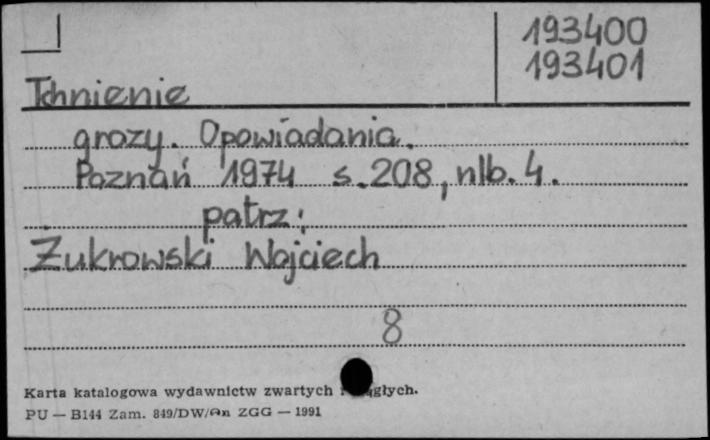 193400
193401
Tchnienie
grozy. Opowiadania.
Poznań 1974 s. 208, nlb. 4.
patrz:
Żukrowski Wojciech
8
Karta katalogowa wydawnictw zwartych
PU — B144 Zam. 849/DW/ ZGG — 1991